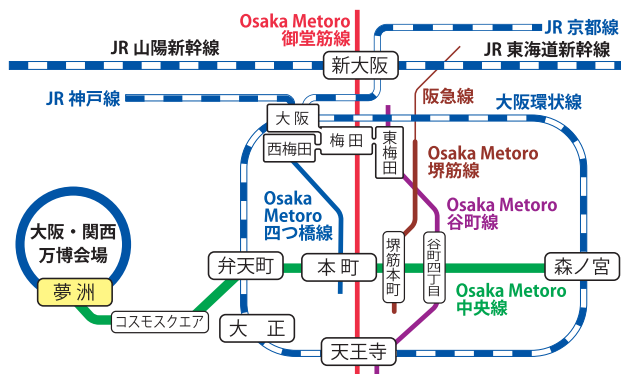 Osaka Metoro
御堂筋線
JR 京都線
JR 山陽新幹線
JR 東海道新幹線
新大阪
JR 神戸線
阪急線
大阪環状線
大阪
梅田
西梅田
東梅田
Osaka Metoro
堺筋線
Osaka
Metoro
四つ橋線
Osaka Metoro
谷町線
大阪・関西
万博会場
夢洲
コスモスクエア
弁天町
本町
堺筋本町
谷町四丁目
森ノ宮
Osaka Metoro
中央線
大 正
天王寺